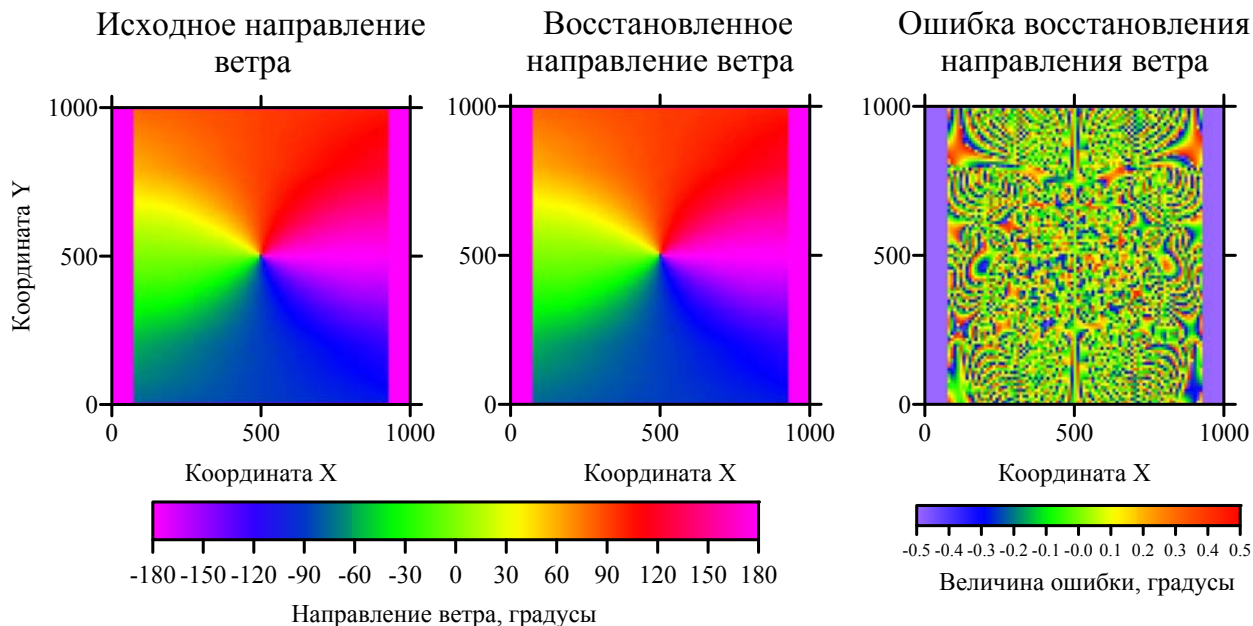 Исходное направление
ветра
Восстановленное
направление ветра
Ошибка восстановления
направления ветра
Координата Y
1000
500
0
0 500 1000
Координата X
1000
500
0
0 500 1000
Координата X
1000
500
0
0 500 1000
Координата X
-180 -150 -120 -90 -60 -30 0 30 60 90 120 150 180
Направление ветра, градусы
-0.5 -0.4 -0.3 -0.2 -0.1 -0.0 0.1 0.2 0.3 0.4 0.5
Величина ошибки, градусы